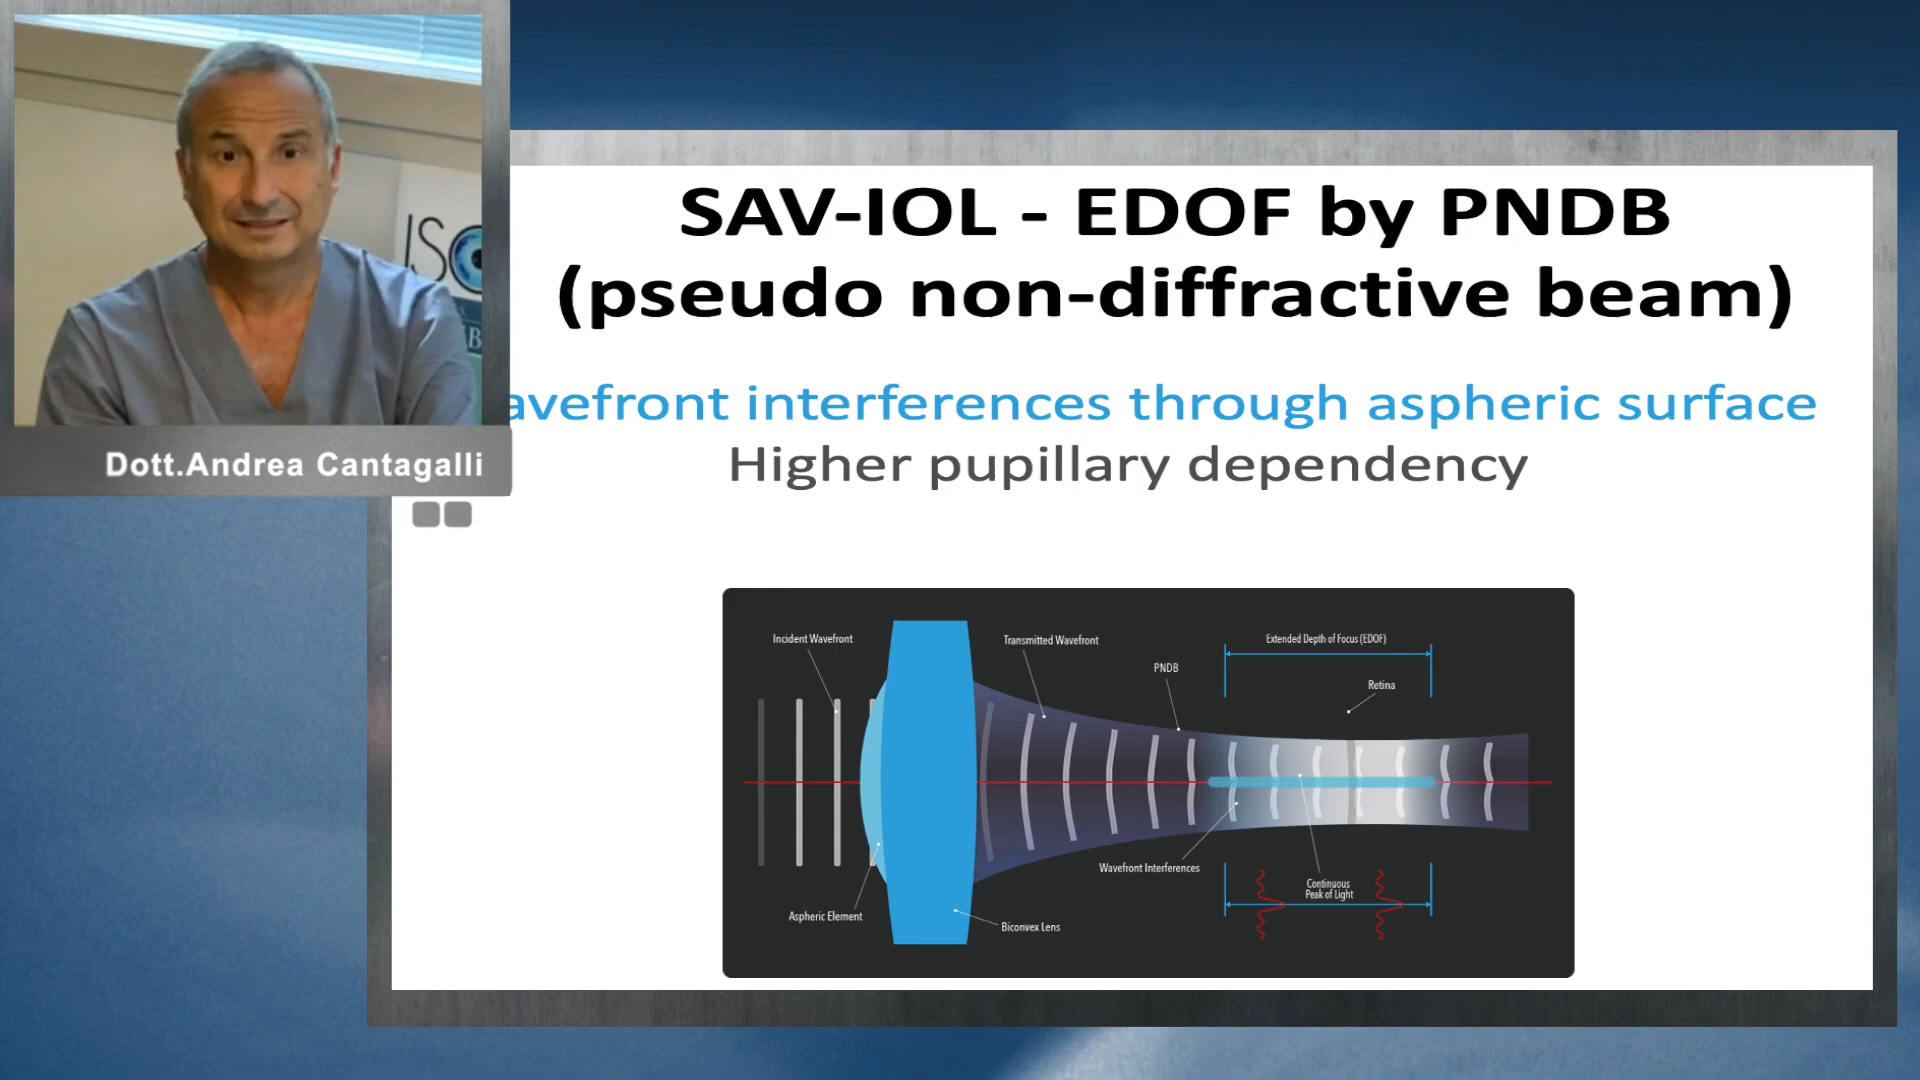 SAV-IOL - EDOF by PNDB
(pseudo non-diffractive beam)
avefront interferences through aspheric surface
Higher pupillary dependency
Dott.Andrea Cantagalli
Incident Wavefront
Transmitted Wavefront
Extended Depth of Focus (EDOF)
PNDB
Retina
Wavefront Interferences
Continuous
Peak of Light
Aspheric Element
Biconvex Lens